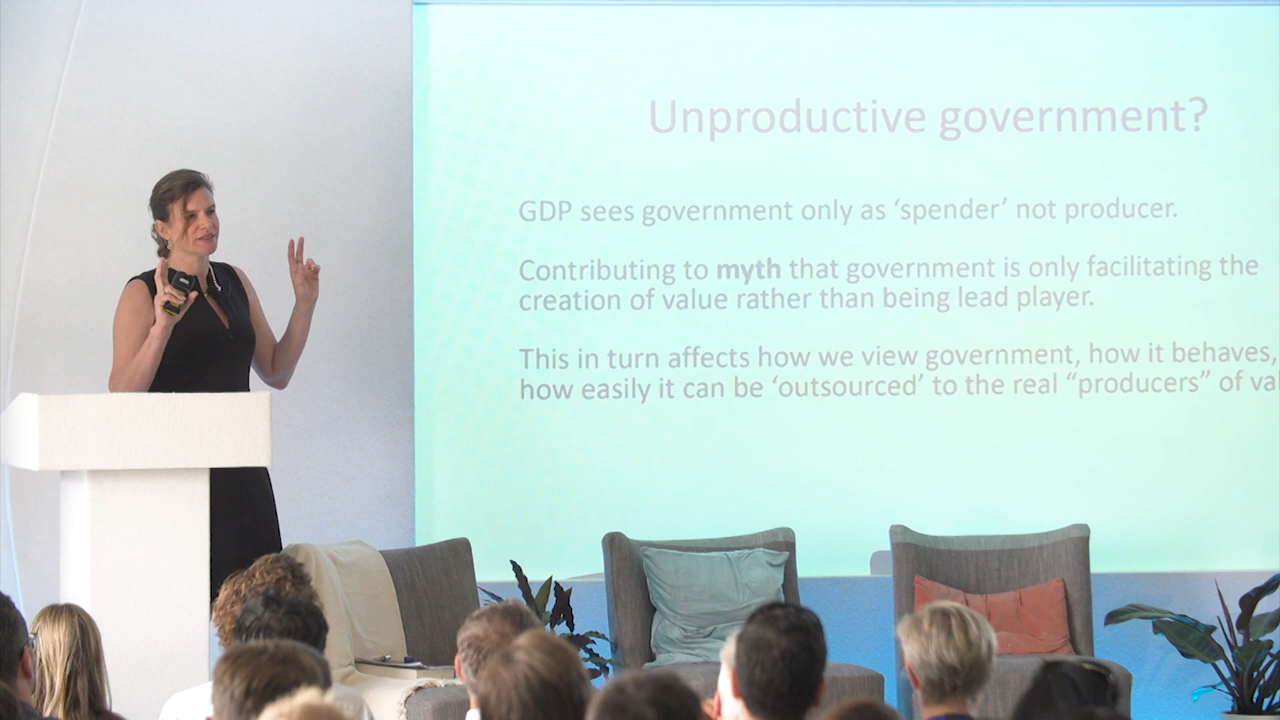 Unproductive government?
GDP sees government only as ‘spender’ not producer.
Contributing to myth that government is only facilitating the
creation of value rather than being lead player.
This in turn affects how we view government, how it behaves,
how easily it can be ‘outsourced’ to the real “producers” of